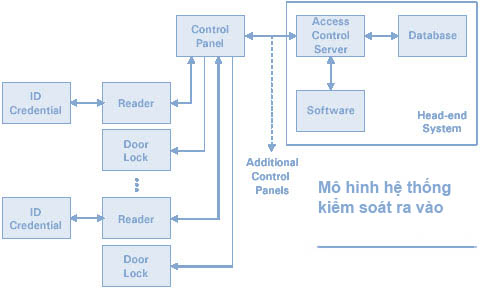 Control
Panel
Access
Control
Server
Database
Software
Head-end
System
ID
Credential
Reader
Door
Lock
Additional
Control
Panels
ID
Credential
Reader
Door
Lock
Mô hình hệ thống
kiểm soát ra vào